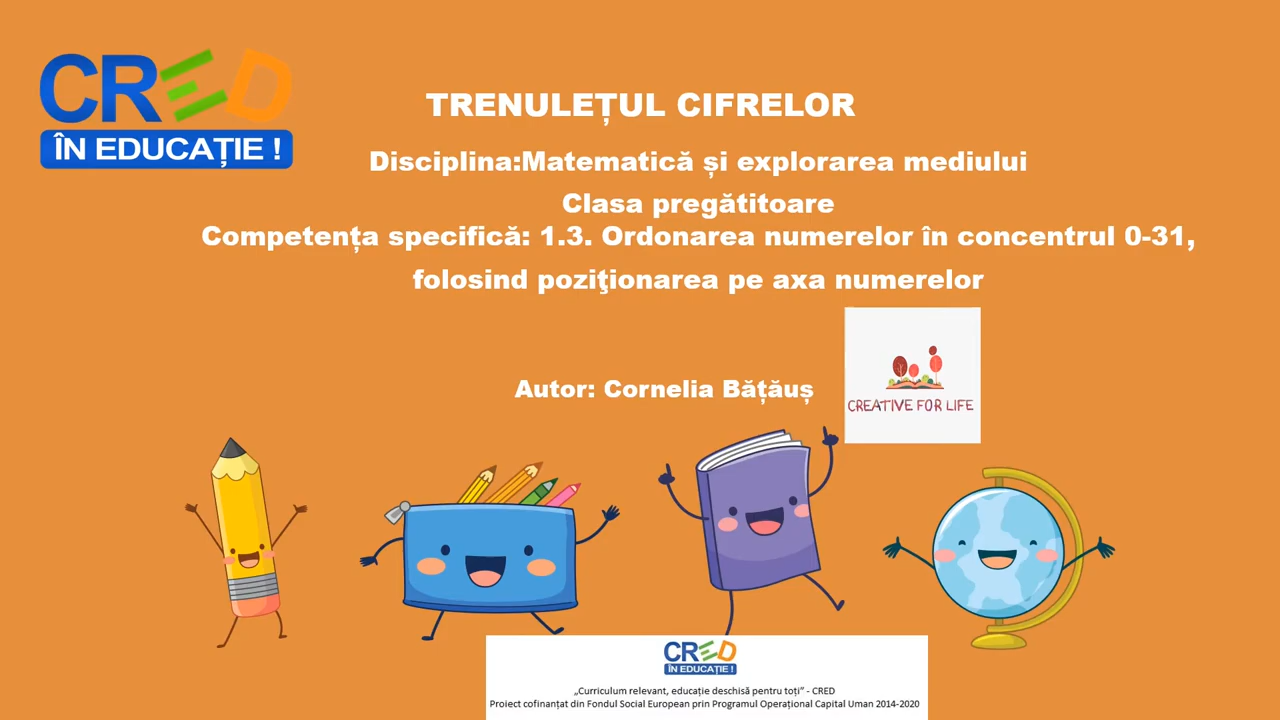 CRED
ÎN EDUCAȚIE !
TRENULEȚUL CIFRELOR
Disciplina:Matematică și explorarea mediului
Clasa pregătitoare
Competența specifică: 1.3. Ordonarea numerelor în concentrul 0-31,
folosind poziţionarea pe axa numerelor
Autor: Cornelia Bățăuș
CREATIVE FOR LIFE
CRED
ÎN EDUCAȚIE !
„Curriculum relevant, educație deschisă pentru toți” - CRED
Proiect cofinanțat din Fondul Social European prin Programul Operațional Capital Uman 2014-2020